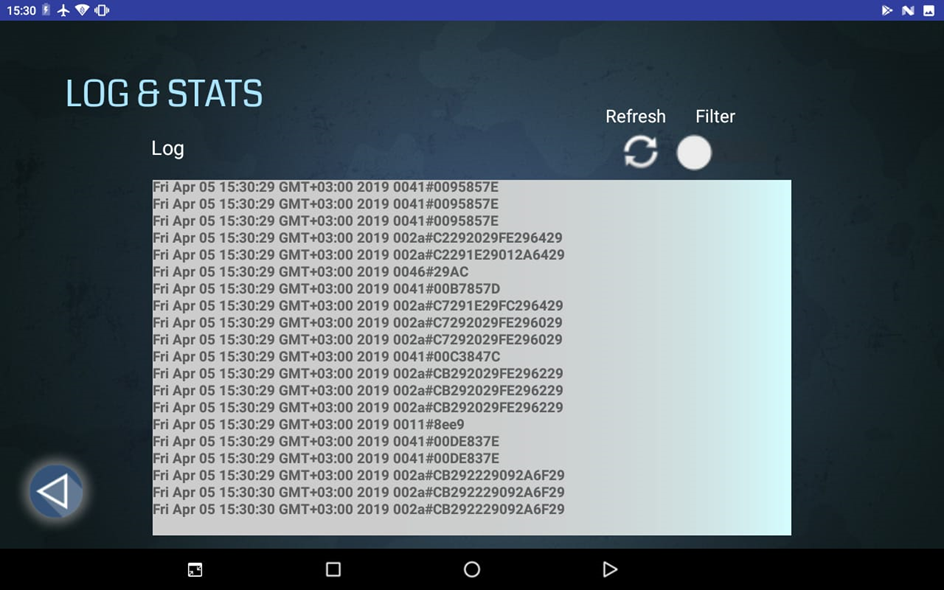 15:30
LOG & STATS
Refresh Filter
Log
Fri Apr 05 15:30:29 GMT+03:00 2019 0041#0095857E
Fri Apr 05 15:30:29 GMT+03:00 2019 0041#0095857E
Fri Apr 05 15:30:29 GMT+03:00 2019 0041#0095857E
Fri Apr 05 15:30:29 GMT+03:00 2019 002a#C2292029FE296429
Fri Apr 05 15:30:29 GMT+03:00 2019 002a#C2291E29012A6429
Fri Apr 05 15:30:29 GMT+03:00 2019 0046#29AC
Fri Apr 05 15:30:29 GMT+03:00 2019 0041#00B7857D
Fri Apr 05 15:30:29 GMT+03:00 2019 002a#C7291E29FC296429
Fri Apr 05 15:30:29 GMT+03:00 2019 002a#C7292029FE296029
Fri Apr 05 15:30:29 GMT+03:00 2019 002a#C7292029FE296029
Fri Apr 05 15:30:29 GMT+03:00 2019 0041#00C3847C
Fri Apr 05 15:30:29 GMT+03:00 2019 002a#CB292029FE296229
Fri Apr 05 15:30:29 GMT+03:00 2019 002a#CB292029FE296229
Fri Apr 05 15:30:29 GMT+03:00 2019 002a#CB292029FE296229
Fri Apr 05 15:30:29 GMT+03:00 2019 0011#8ee9
Fri Apr 05 15:30:29 GMT+03:00 2019 0041#00DE837E
Fri Apr 05 15:30:29 GMT+03:00 2019 0041#00DE837E
Fri Apr 05 15:30:29 GMT+03:00 2019 002a#CB292229092A6F29
Fri Apr 05 15:30:30 GMT+03:00 2019 002a#CB292229092A6F29
Fri Apr 05 15:30:30 GMT+03:00 2019 002a#CB292229092A6F29